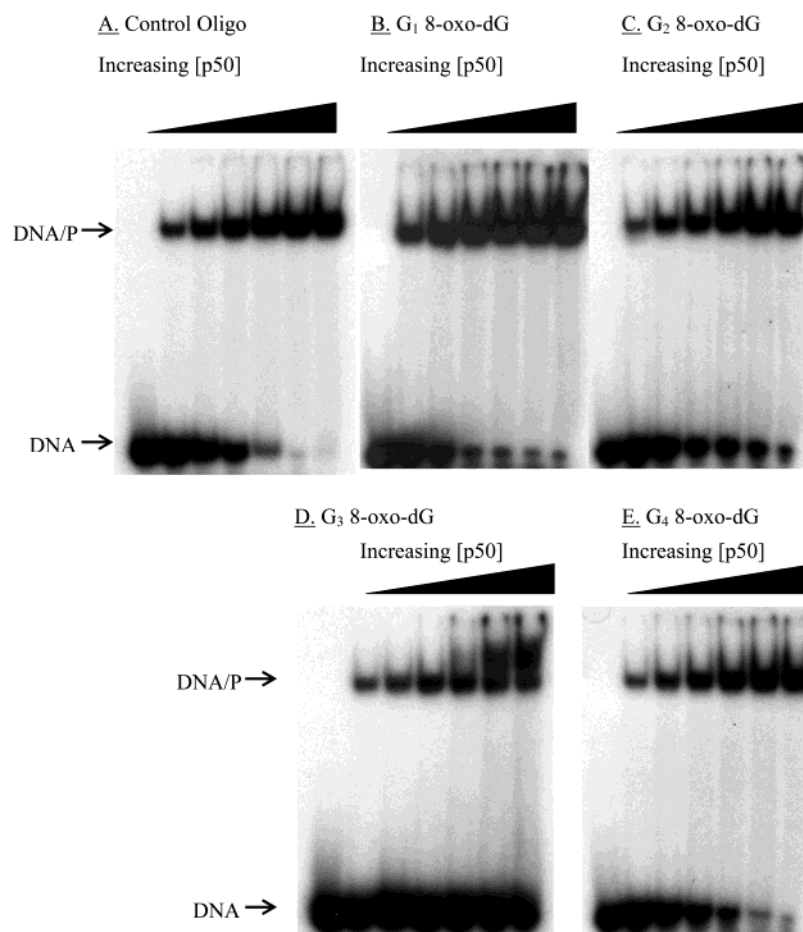 A. Control Oligo
Increasing [p50]
B. G₁ 8-oxo-dG
Increasing [p50]
C. G₂ 8-oxo-dG
Increasing [p50]
DNA/P
DNA
D. G₃ 8-oxo-dG
Increasing [p50]
E. G₄ 8-oxo-dG
Increasing [p50]
DNA/P
DNA